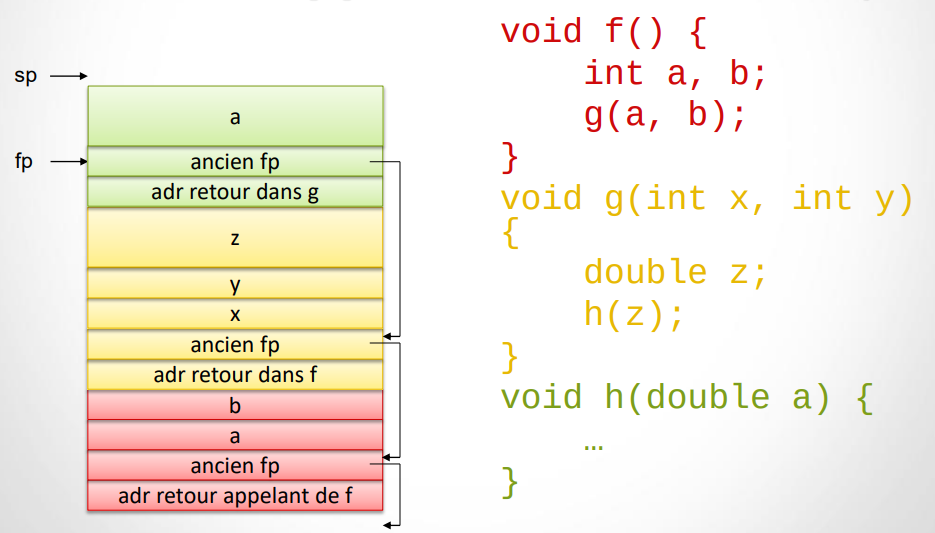 sp
a
fp
ancien fp
adr retour dans g
z
y
x
ancien fp
adr retour dans f
b
a
ancien fp
adr retour appelant de f
void f() {
int a, b;
g(a, b);
}
void g(int x, int y)
{
double z;
h(z);
}
void h(double a) {
…
}